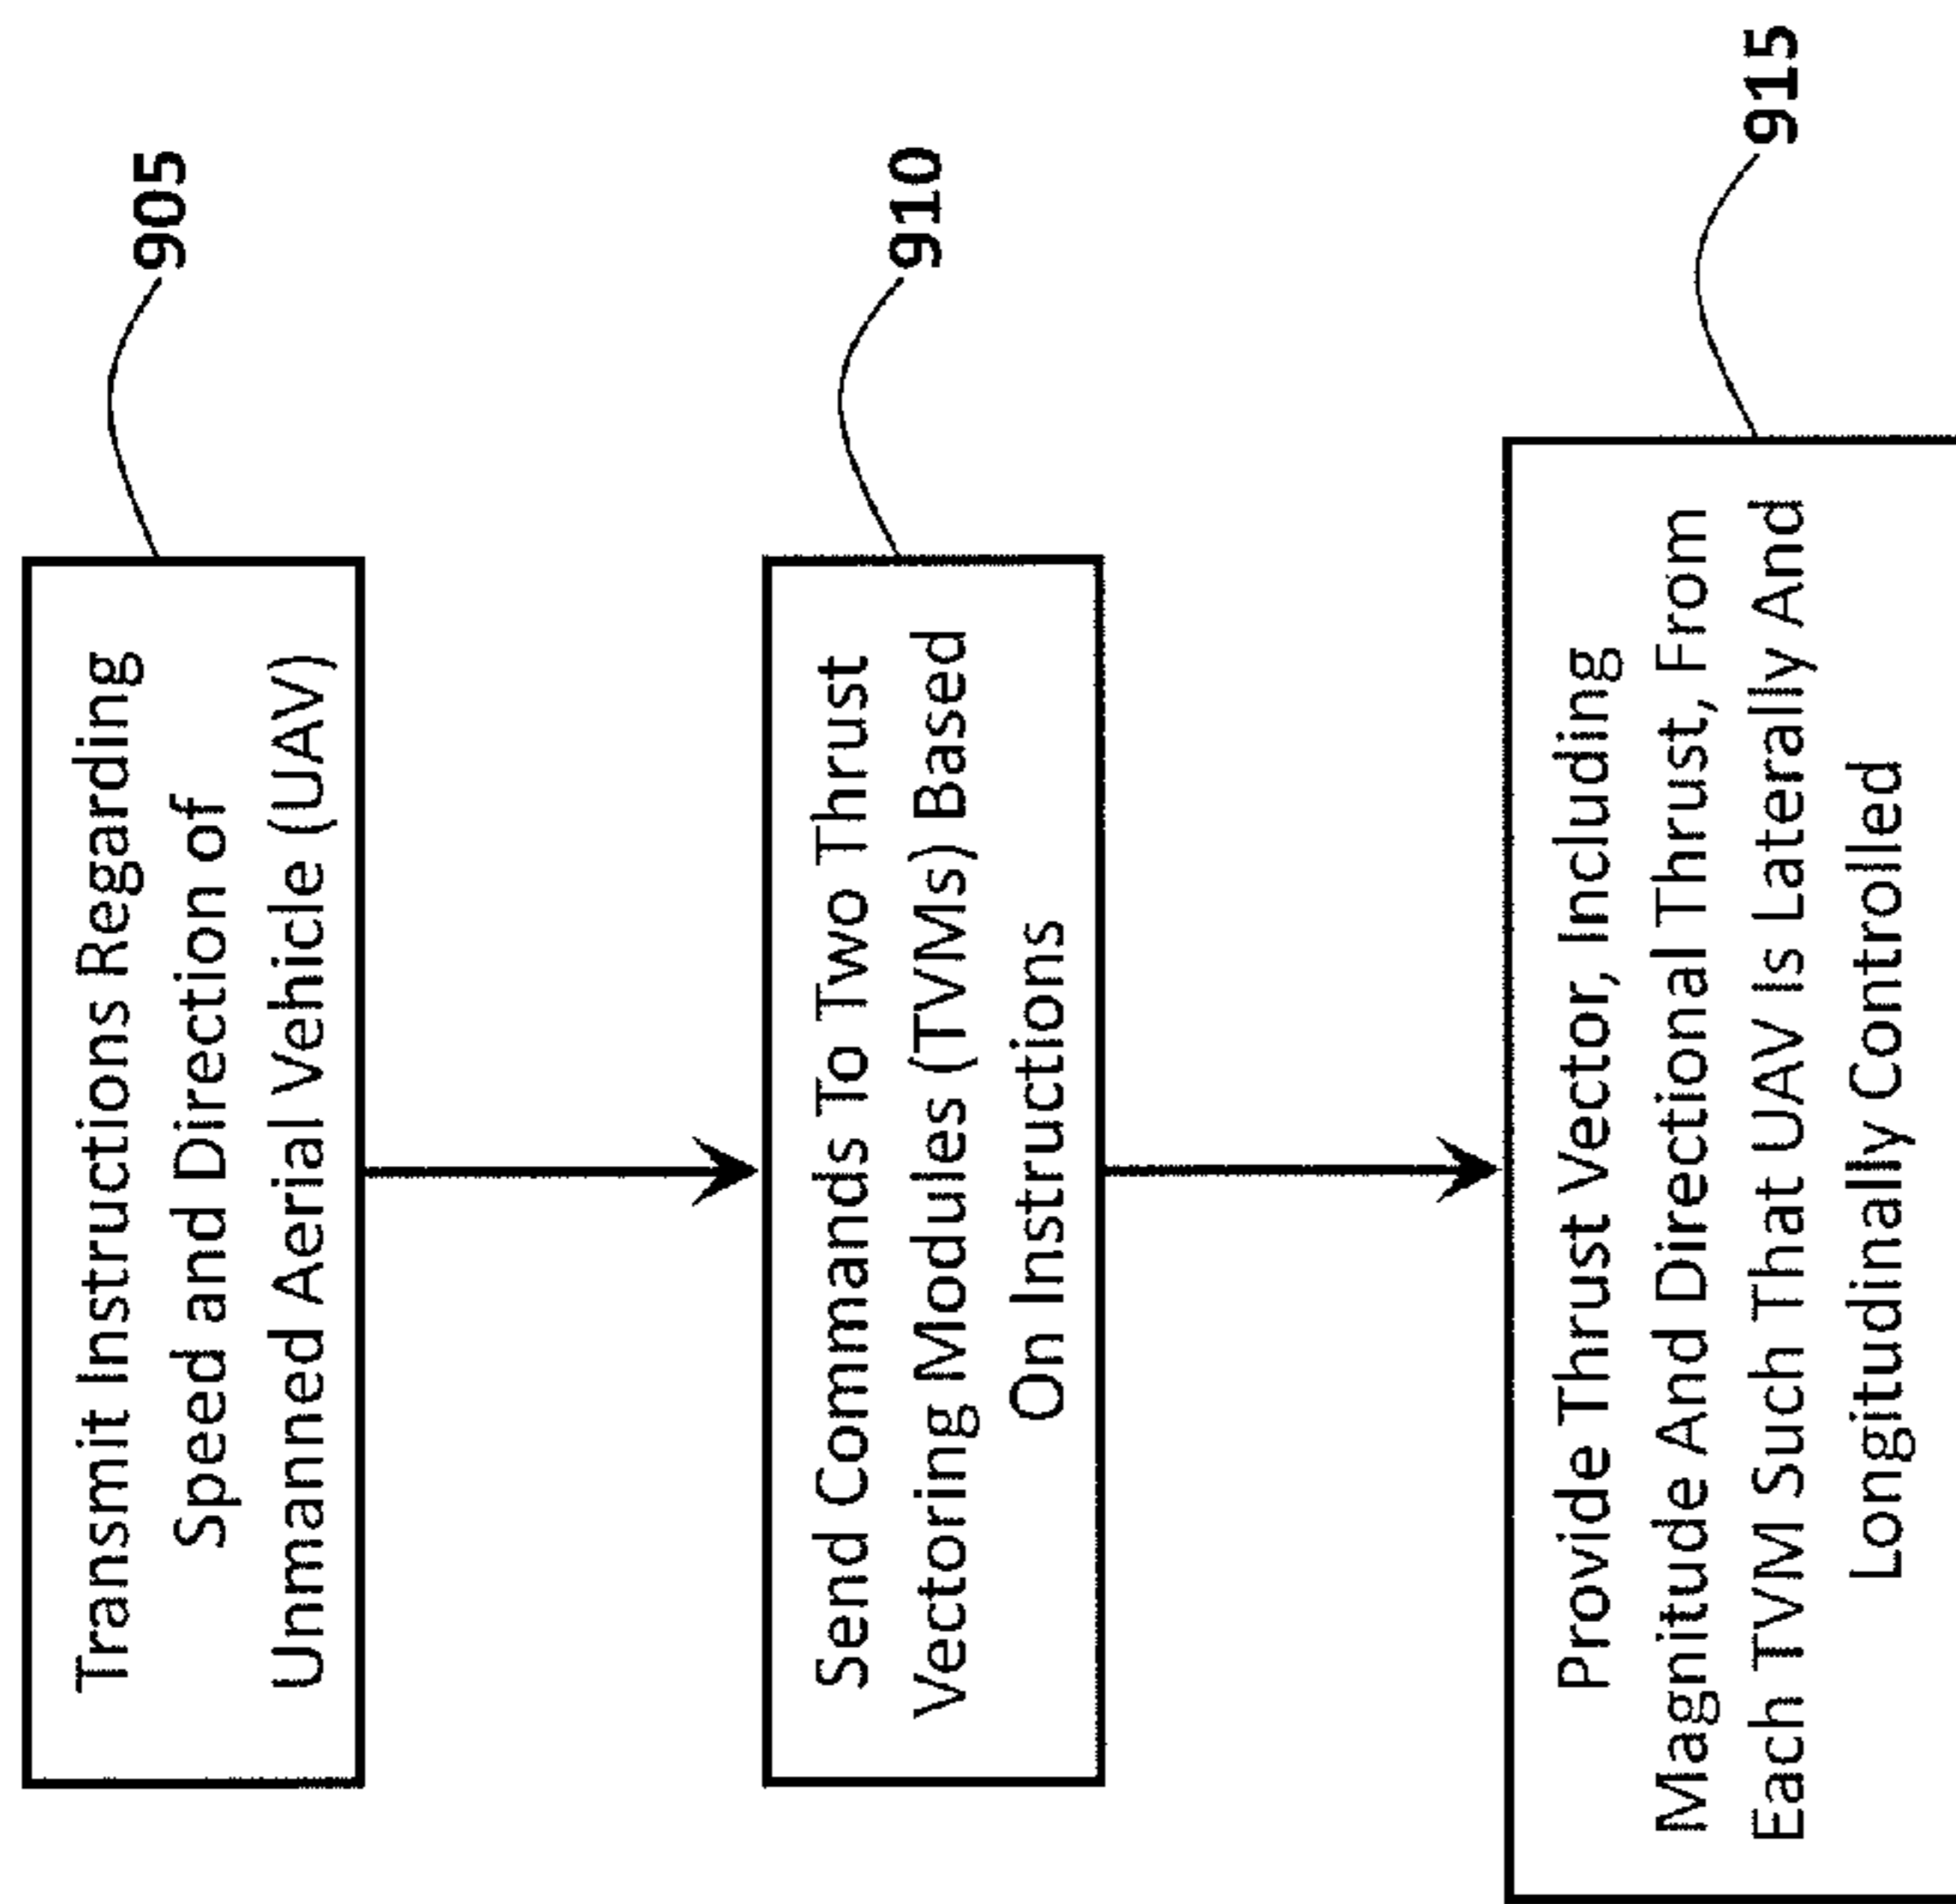 Transmit Instructions Regarding
Speed and Direction of
Unmanned Aerial Vehicle (UAV)
905
Send Commands To Two Thrust
Vectoring Modules (TVMs) Based
On Instructions
910
Provide Thrust Vector, Including
Magnitude And Directional Thrust, From
Each TVM Such That UAV Is Laterally And
Longitudinally Controlled
915